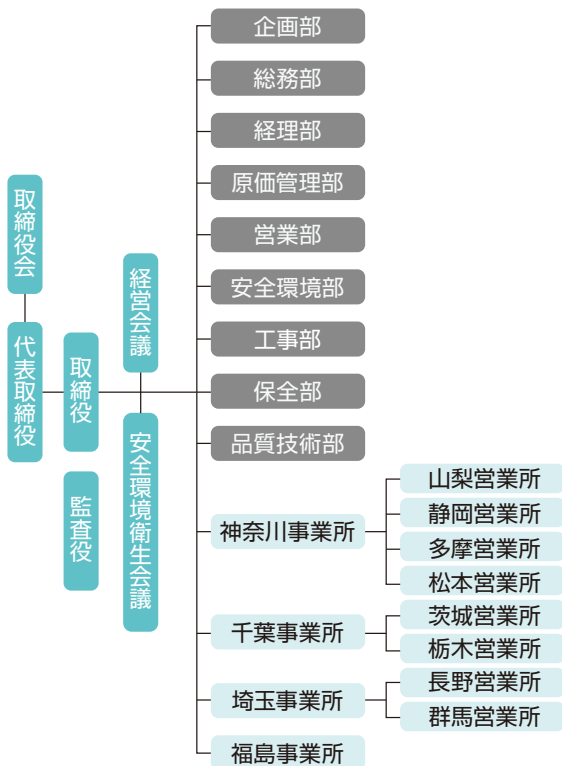 取締役会
代表取締役
取締役
監査役
経営会議
安全環境衛生会議
企画部
総務部
経理部
原価管理部
営業部
安全環境部
工事部
保全部
品質技術部
神奈川事業所
山梨営業所
静岡営業所
多摩営業所
松本営業所
千葉事業所
茨城営業所
栃木営業所
埼玉事業所
長野営業所
群馬営業所
福島事業所